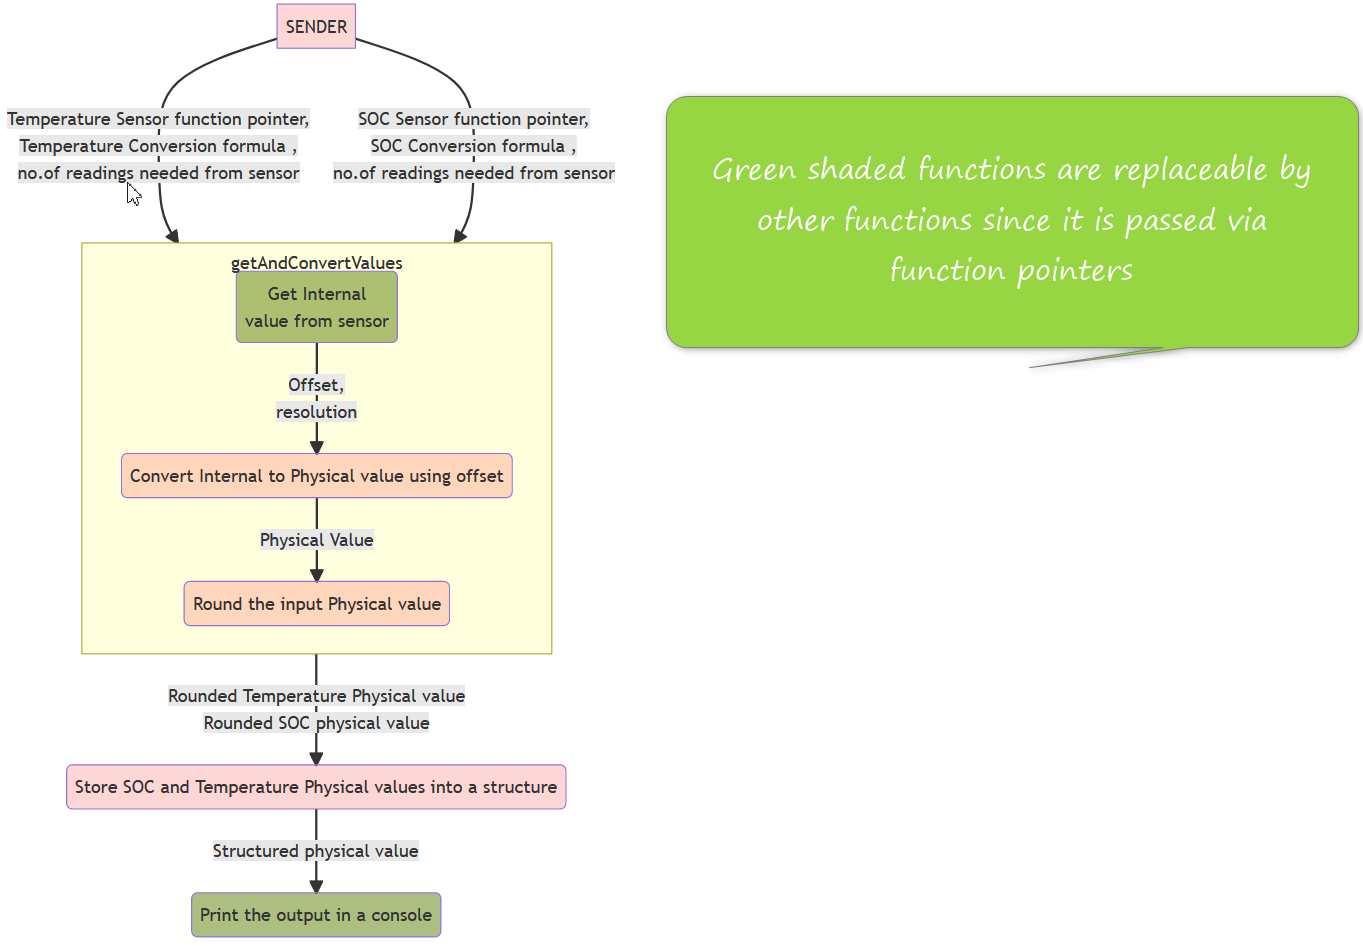 SENDER
Temperature Sensor function pointer,
Temperature Conversion formula ,
no.of readings needed from sensor
SOC Sensor function pointer,
SOC Conversion formula ,
no.of readings needed from sensor
Green shaded functions are replaceable by
other functions since it is passed via
function pointers
getAndConvertValues
Get Internal
value from sensor
Offset,
resolution
Convert Internal to Physical value using offset
Physical Value
Round the input Physical value
Rounded Temperature Physical value
Rounded SOC physical value
Store SOC and Temperature Physical values into a structure
Structured physical value
Print the output in a console